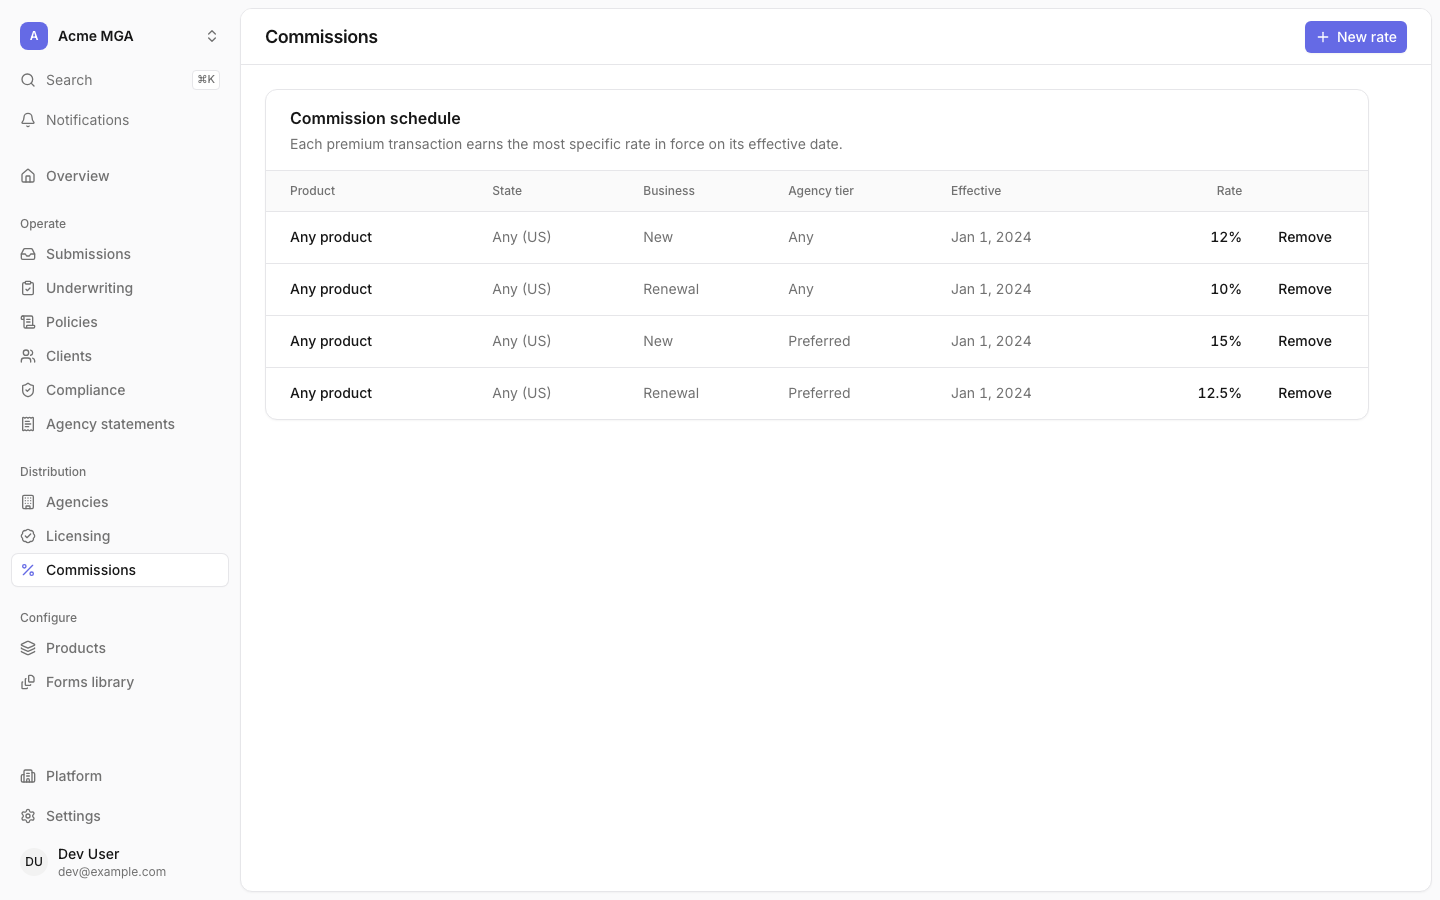 A Acme MGA
Search ⌘K
Notifications
Overview
Operate
Submissions
Underwriting
Policies
Clients
Compliance
Agency statements
Distribution
Agencies
Licensing
Commissions
Configure
Products
Forms library
Platform
Settings
DU Dev User
dev@example.com
Commissions
New rate
Commission schedule
Each premium transaction earns the most specific rate in force on its effective date.
Product State Business Agency tier Effective Rate
Any product Any (US) New Any Jan 1, 2024 12% Remove
Any product Any (US) Renewal Any Jan 1, 2024 10% Remove
Any product Any (US) New Preferred Jan 1, 2024 15% Remove
Any product Any (US) Renewal Preferred Jan 1, 2024 12.5% Remove